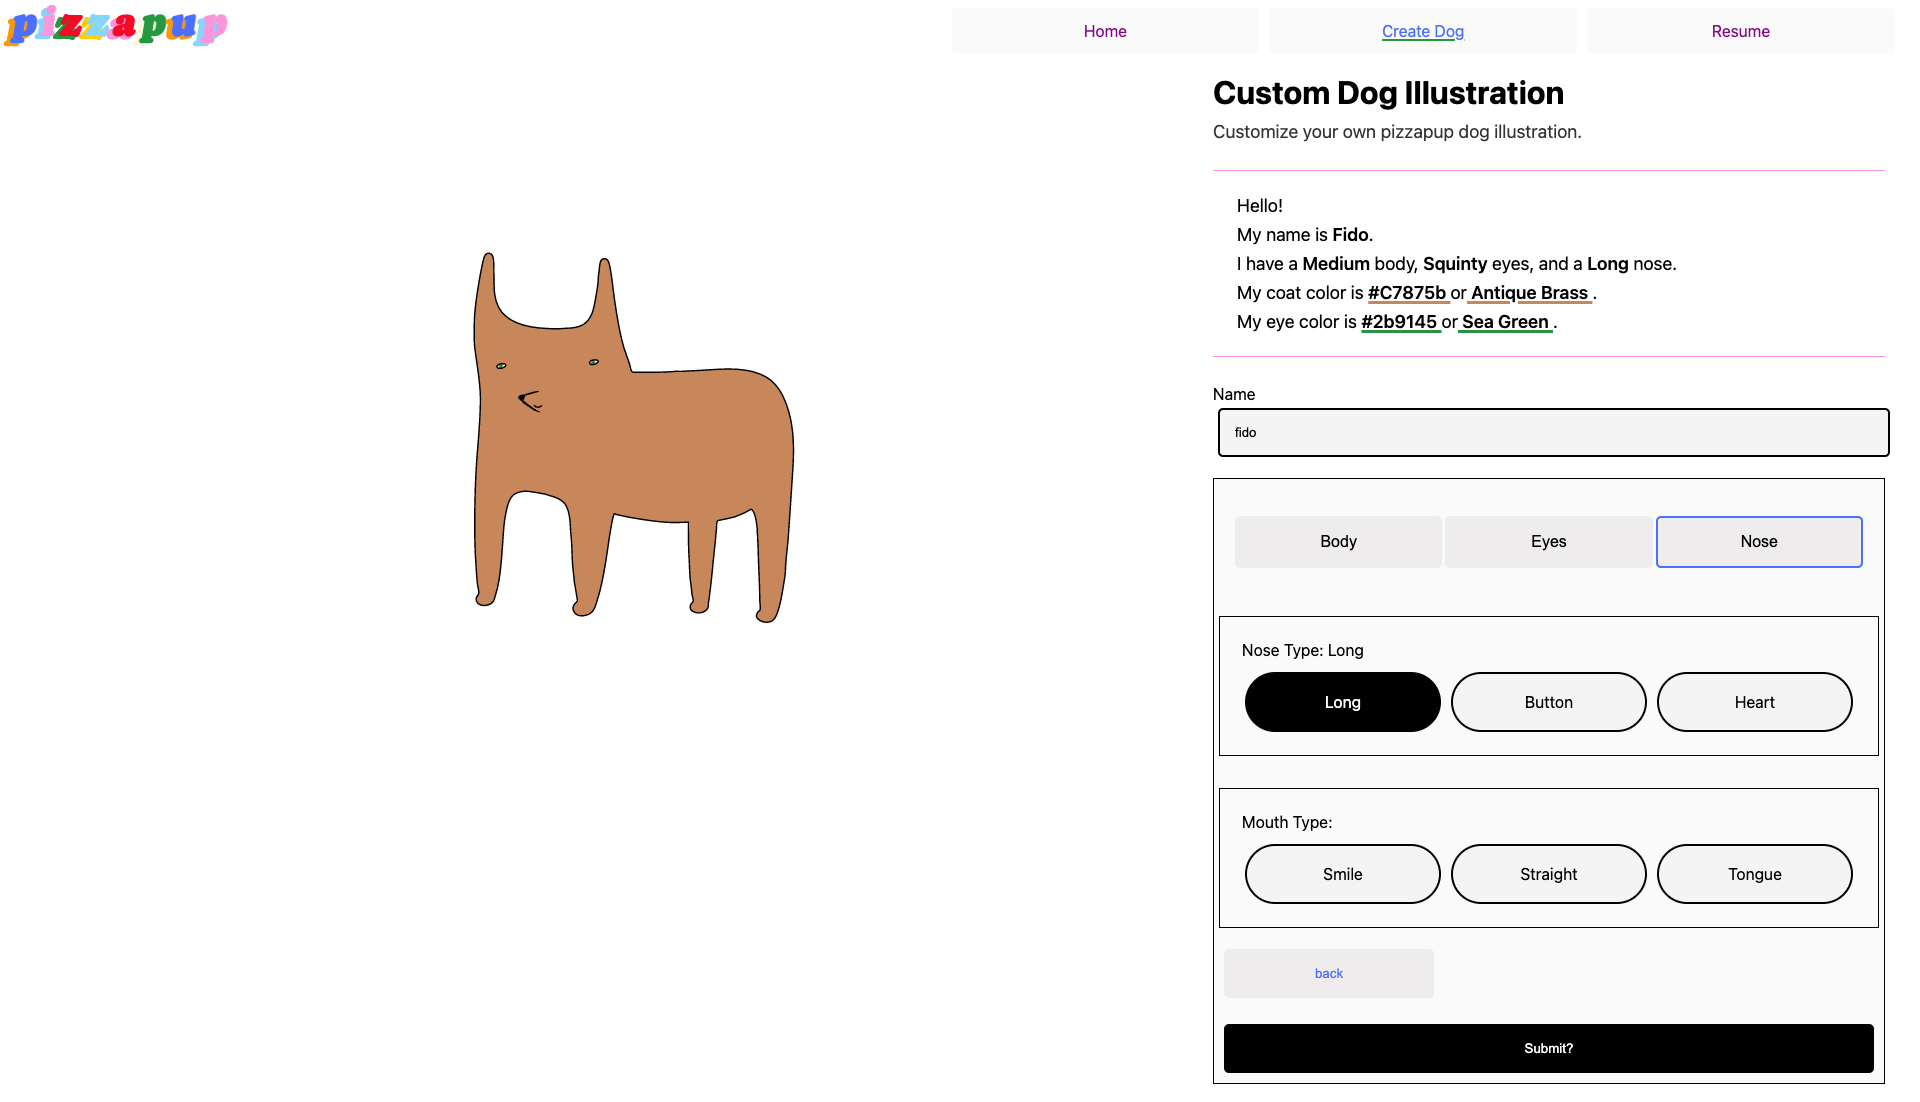 pizzapup
Home
Create Dog
Resume
Custom Dog Illustration
Customize your own pizzapup dog illustration.
Hello!
My name is Fido.
I have a Medium body, Squinty eyes, and a Long nose.
My coat color is #C7875b or Antique Brass .
My eye color is #2b9145 or Sea Green .
Name
fido
Body
Eyes
Nose
Nose Type: Long
Long
Button
Heart
Mouth Type:
Smile
Straight
Tongue
back
Submit?